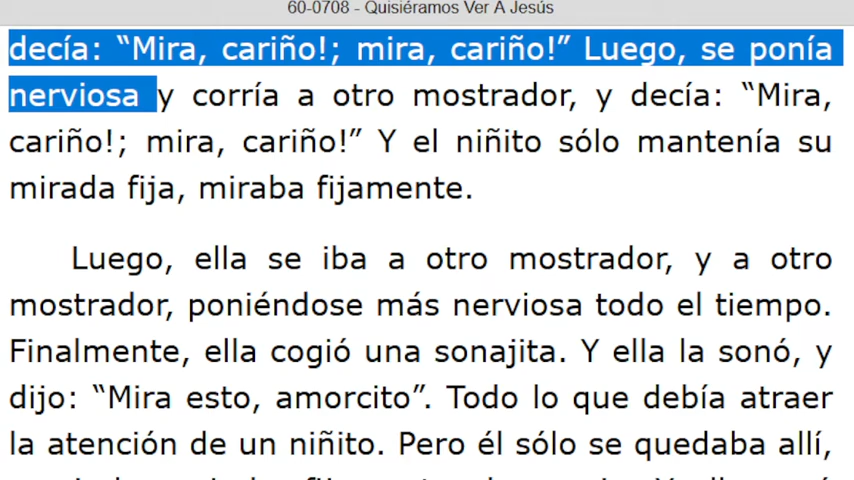 60-0708 - Quisiéramos Ver A Jesús
decía: “Mira, cariño!; mira, cariño!” Luego, se ponía
nerviosa y corría a otro mostrador, y decía: “Mira,
cariño!; mira, cariño!” Y el niñito sólo mantenía su
mirada fija, miraba fijamente.
Luego, ella se iba a otro mostrador, y a otro
mostrador, poniéndose más nerviosa todo el tiempo.
Finalmente, ella cogió una sonajita. Y ella la sonó, y
dijo: “Mira esto, amorcito”. Todo lo que debía atraer
la atención de un niñito. Pero él sólo se quedaba allí,